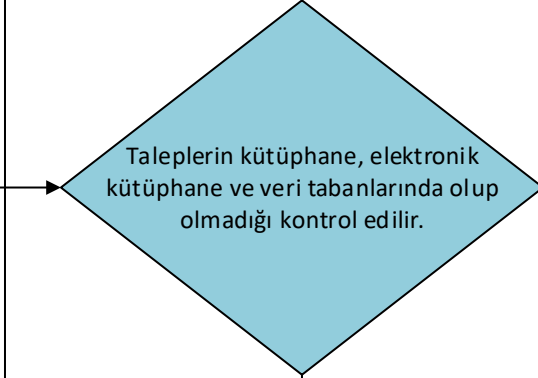 Taleplerin kütüphane, elektronik
kütüphane ve veri tabanlarında olup
olmadığı kontrol edilir.